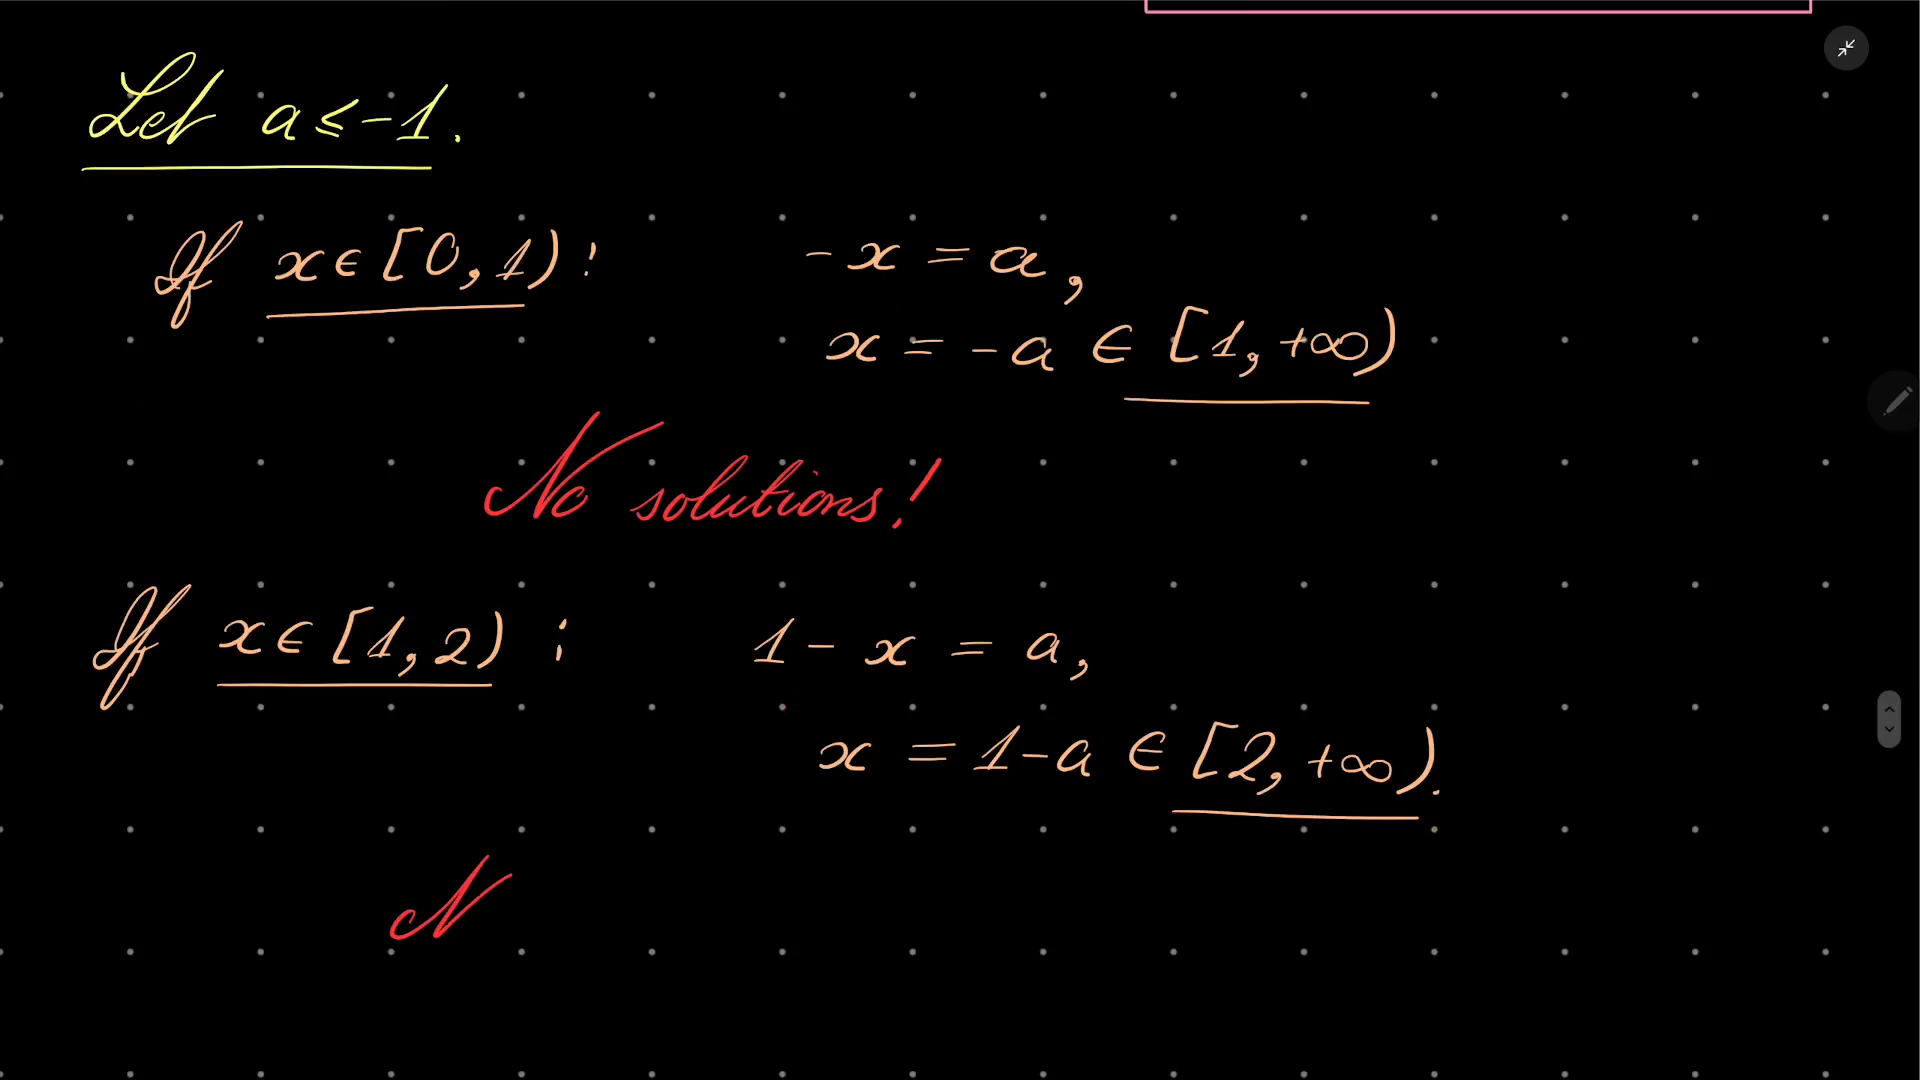 Let a ≤ -1.
If x ∈ [0, 1) : -x = a,
x = -a ∈ [1, +∞)
No solutions!
If x ∈ [1, 2) : 1 - x = a,
x = 1 - a ∈ [2, +∞).
N